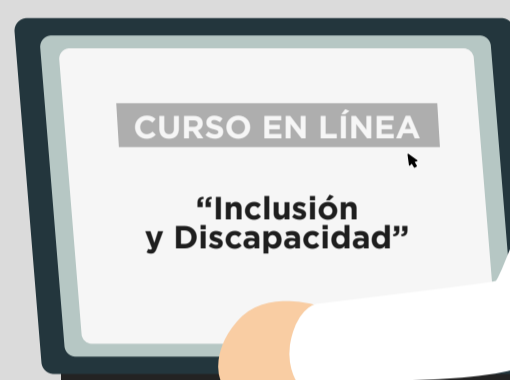 CURSO EN LÍNEA
“Inclusión
y Discapacidad”